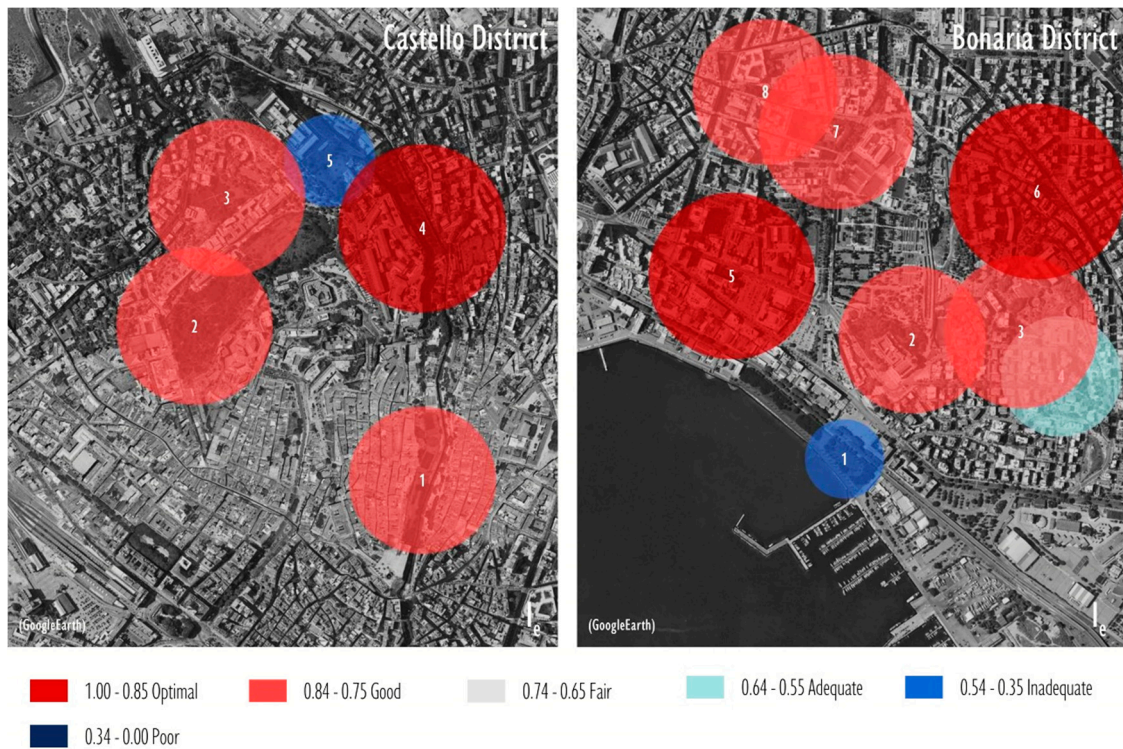 Castello District
3
5
4
2
1
(GoogleEarth)
Ie
Bonaria District
8
7
6
5
2
3
1
(GoogleEarth)
Ie
1.00 - 0.85 Optimal
0.84 - 0.75 Good
0.74 - 0.65 Fair
0.64 - 0.55 Adequate
0.54 - 0.35 Inadequate
0.34 - 0.00 Poor